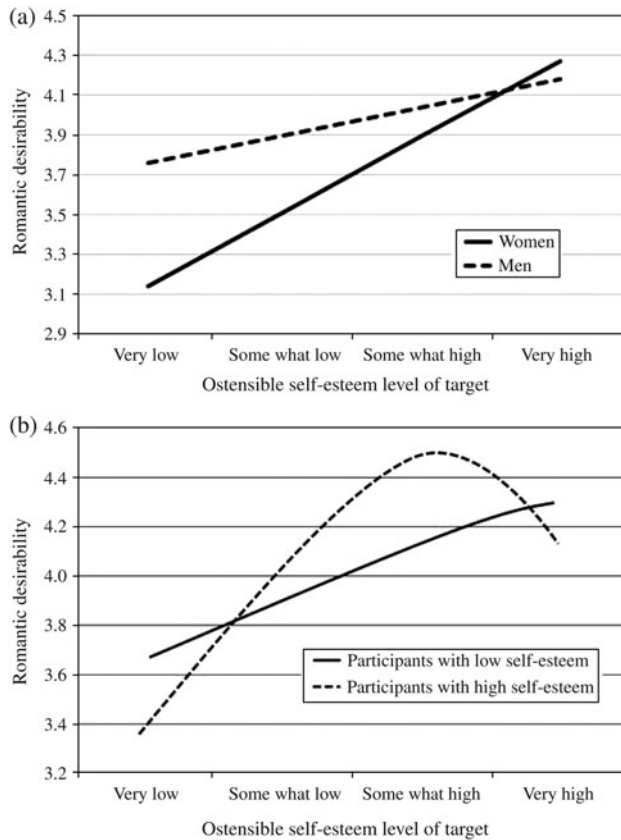 (a)
4.5
4.3
4.1
3.9
3.7
3.5
3.3
3.1
2.9
Romantic desirability
Women
Men
Very low Some what low Some what high Very high
Ostensible self-esteem level of target
(b)
4.6
4.4
4.2
4.0
3.8
3.6
3.4
3.2
Romantic desirability
Participants with low self-esteem
Participants with high self-esteem
Very low Some what low Some what high Very high
Ostensible self-esteem level of target